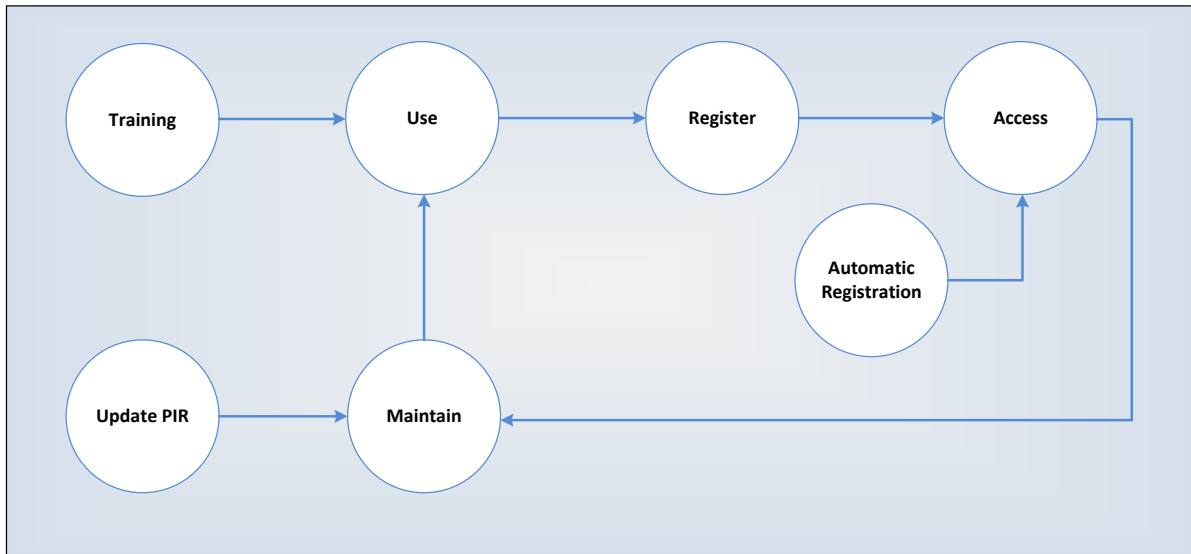 Training
Use
Register
Access
Automatic
Registration
Update PIR
Maintain